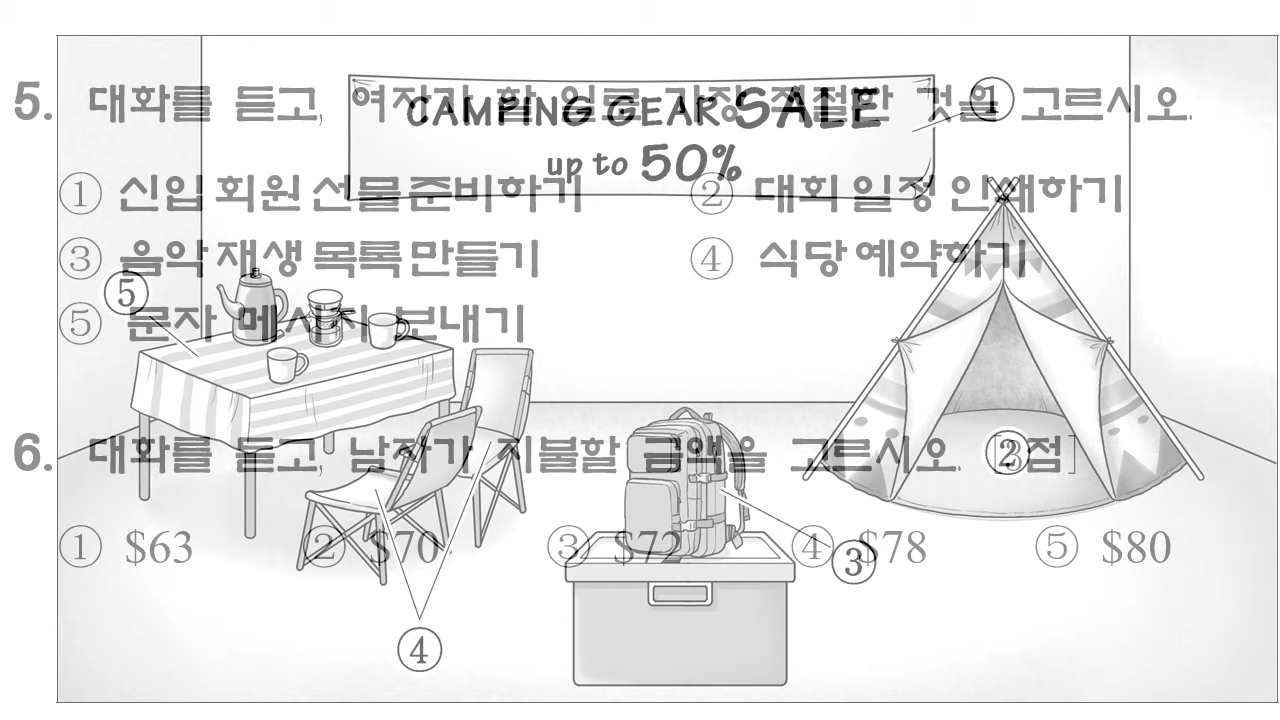 5. 대화를 듣고, 여자가 할 일로 가장 적절한 것을 고르시오.
CAMPING GEAR SALE
up to 50%
①
① 신입 회원 선물 준비하기 ② 대회 일정 인쇄하기
③ 음악 재생 목록 만들기 ④ 식당 예약하기
⑤
⑤ 문자 메시지 보내기
6. 대화를 듣고, 남자가 지불할 금액을 고르시오. [점]
②
① $63 ② $70 ③ $72 ④ $78 ⑤ $80
③
④